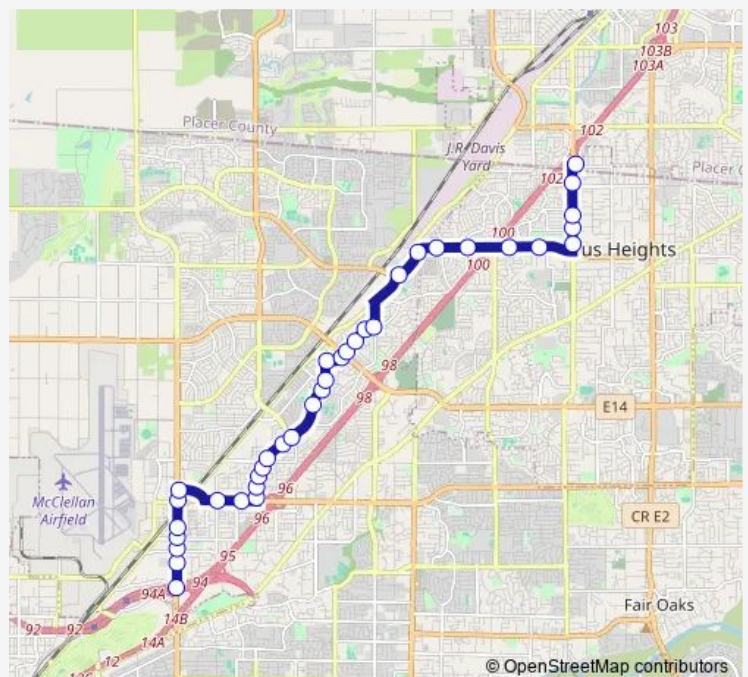 103
103B
103A
102
Placer County
J.R. Davis
Yard
102
Placer C
100
us Heights
100
98
98
E14
96
McClellan
Airfield
96
CR E2
95
94A
94
Fair Oaks
92
92
14B
14A
12
© OpenStreetMap contributors